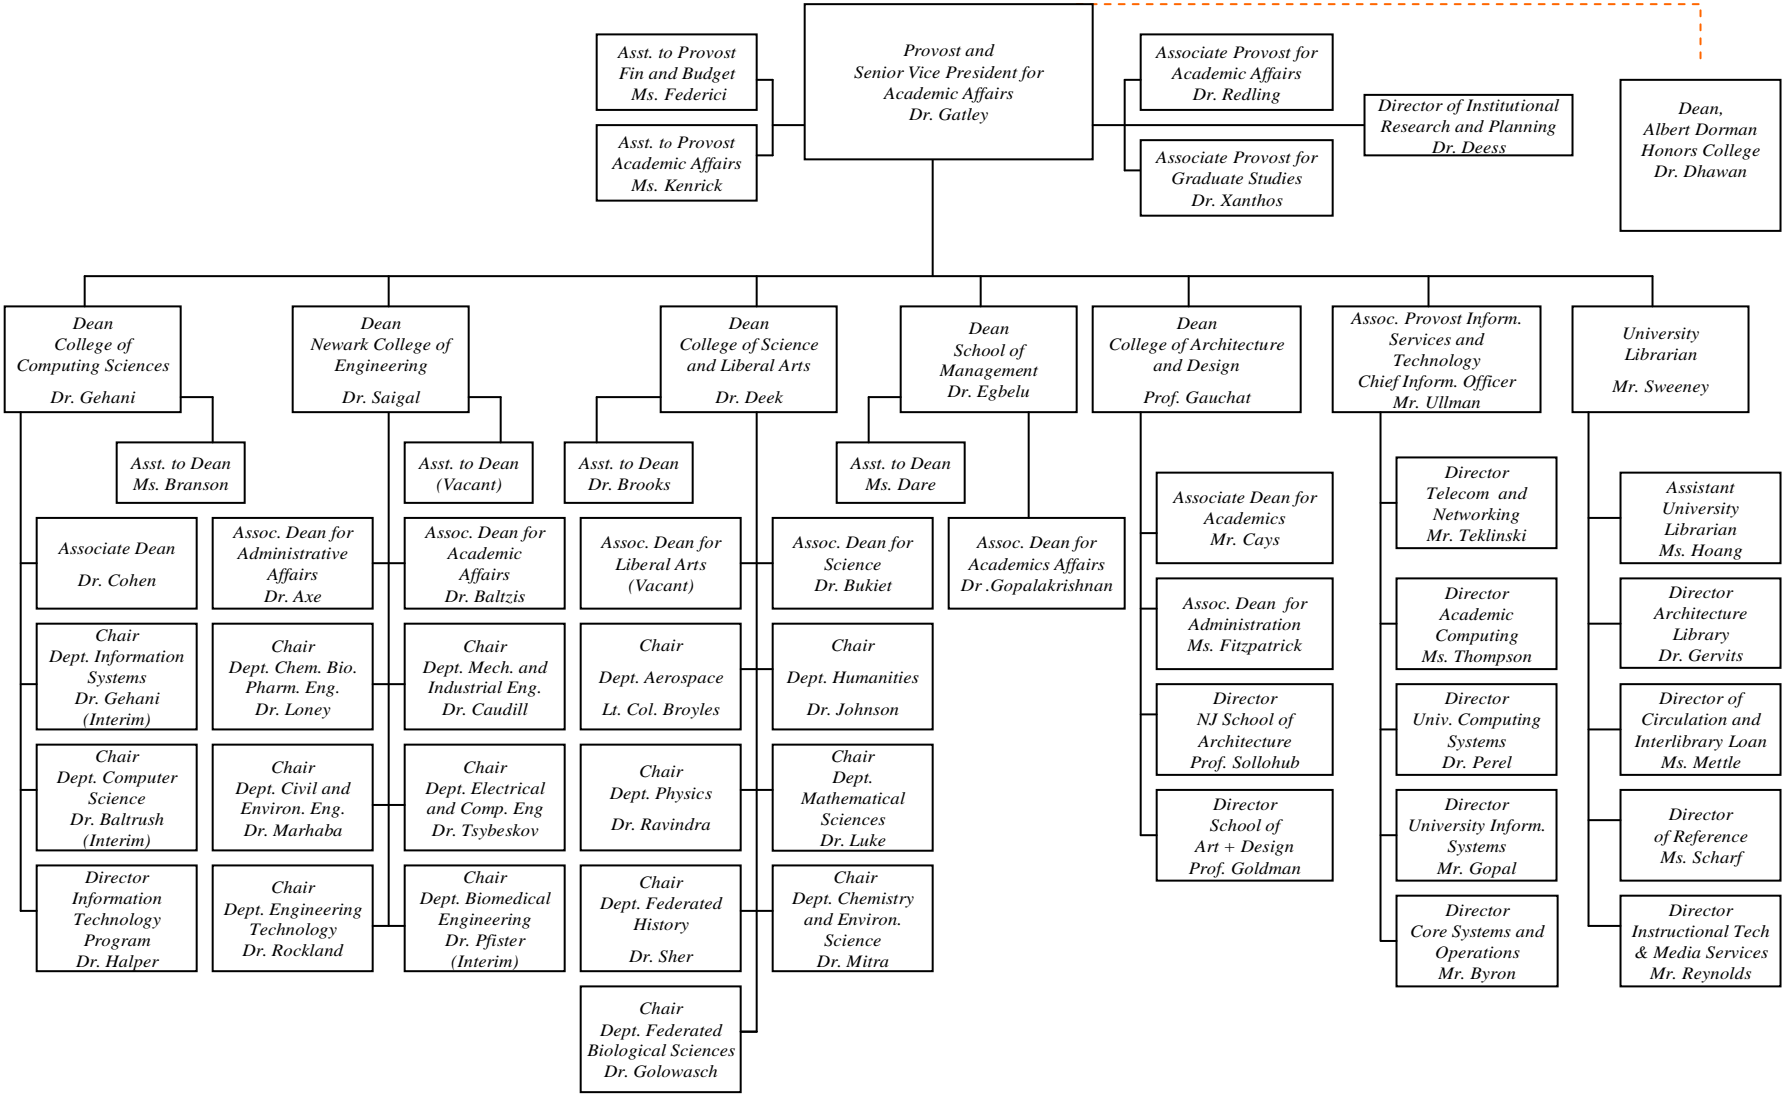 Provost and
Senior Vice President for
Academic Affairs
Dr. Gatley
Asst. to Provost
Fin and Budget
Ms. Federici
Asst. to Provost
Academic Affairs
Ms. Kenrick
Associate Provost for
Academic Affairs
Dr. Redling
Associate Provost for
Graduate Studies
Dr. Xanthos
Director of Institutional
Research and Planning
Dr. Deess
Dean,
Albert Dorman
Honors College
Dr. Dhawan
Dean
College of
Computing Sciences
Dr. Gehani
Dean
Newark College of
Engineering
Dr. Saigal
Dean
College of Science
and Liberal Arts
Dr. Deek
Dean
School of
Management
Dr. Egbelu
Dean
College of Architecture
and Design
Prof. Gauchat
Assoc. Provost Inform.
Services and
Technology
Chief Inform. Officer
Mr. Ullman
University
Librarian
Mr. Sweeney
Asst. to Dean
Ms. Branson
Associate Dean
Dr. Cohen
Chair
Dept. Information
Systems
Dr. Gehani
(Interim)
Chair
Dept. Computer
Science
Dr. Baltrush
(Interim)
Director
Information
Technology
Program
Dr. Halper
Asst. to Dean
(Vacant)
Assoc. Dean for
Administrative
Affairs
Dr. Axe
Assoc. Dean for
Academic
Affairs
Dr. Baltzis
Chair
Dept. Chem. Bio.
Pharm. Eng.
Dr. Loney
Chair
Dept. Mech. and
Industrial Eng.
Dr. Caudill
Chair
Dept. Civil and
Environ. Eng.
Dr. Marhaba
Chair
Dept. Electrical
and Comp. Eng
Dr. Tsybeskov
Chair
Dept. Engineering
Technology
Dr. Rockland
Chair
Dept. Biomedical
Engineering
Dr. Pfister
(Interim)
Asst. to Dean
Dr. Brooks
Assoc. Dean for
Liberal Arts
(Vacant)
Assoc. Dean for
Science
Dr. Bukiet
Chair
Dept. Aerospace
Lt. Col. Broyles
Chair
Dept. Humanities
Dr. Johnson
Chair
Dept. Physics
Dr. Ravindra
Chair
Dept.
Mathematical
Sciences
Dr. Luke
Chair
Dept. Federated
History
Dr. Sher
Chair
Dept. Chemistry
and Environ.
Science
Dr. Mitra
Chair
Dept. Federated
Biological Sciences
Dr. Golowasch
Asst. to Dean
Ms. Dare
Assoc. Dean for
Academics Affairs
Dr .Gopalakrishnan
Associate Dean for
Academics
Mr. Cays
Assoc. Dean for
Administration
Ms. Fitzpatrick
Director
NJ School of
Architecture
Prof. Sollohub
Director
School of
Art + Design
Prof. Goldman
Director
Telecom and
Networking
Mr. Teklinski
Director
Academic
Computing
Ms. Thompson
Director
Univ. Computing
Systems
Dr. Perel
Director
University Inform.
Systems
Mr. Gopal
Director
Core Systems and
Operations
Mr. Byron
Assistant
University
Librarian
Ms. Hoang
Director
Architecture
Library
Dr. Gervits
Director of
Circulation and
Interlibrary Loan
Ms. Mettle
Director
of Reference
Ms. Scharf
Director
Instructional Tech
& Media Services
Mr. Reynolds